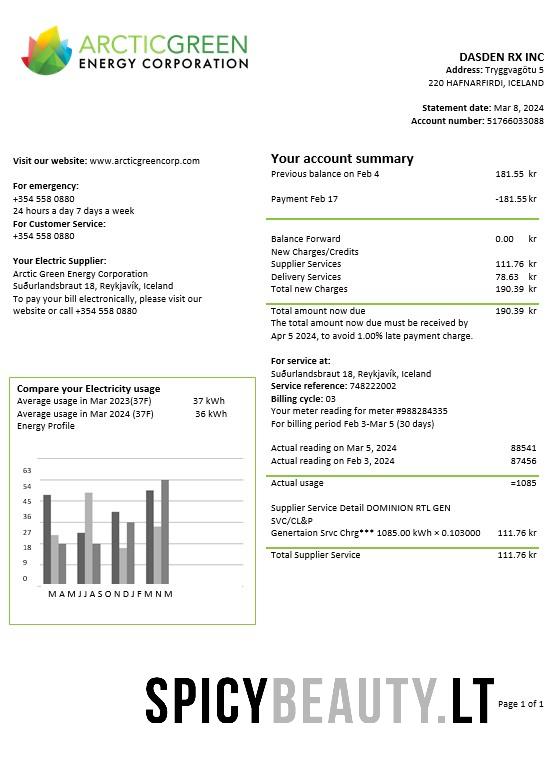 ARCTICGREEN
ENERGY CORPORATION
DASDEN RX INC
Address: Tryggvagötu 5
220 HAFNARFIRDI, ICELAND
Statement date: Mar 8, 2024
Account number: 51766033088
Visit our website: www.arcticgreencorp.com
For emergency:
+354 558 0880
24 hours a day 7 days a week
For Customer Service:
+354 558 0880
Your Electric Supplier:
Arctic Green Energy Corporation
Suðurlandsbraut 18, Reykjavík, Iceland
To pay your bill electronically, please visit our
website or call +354 558 0880
Compare your Electricity usage
Average usage in Mar 2023(37F) 37 kWh
Average usage in Mar 2024 (37F) 36 kWh
Energy Profile
63
54
45
36
27
18
9
0
M A M J J A S O N D J F M N M
Your account summary
Previous balance on Feb 4 181.55 kr
Payment Feb 17 -181.55 kr
Balance Forward 0.00 kr
New Charges/Credits
Supplier Services 111.76 kr
Delivery Services 78.63 kr
Total new Charges 190.39 kr
Total amount now due 190.39 kr
The total amount now due must be received by
Apr 5 2024, to avoid 1.00% late payment charge.
For service at:
Suðurlandsbraut 18, Reykjavík, Iceland
Service reference: 748222002
Billing cycle: 03
Your meter reading for meter #988284335
For billing period Feb 3-Mar 5 (30 days)
Actual reading on Mar 5, 2024 88541
Actual reading on Feb 3, 2024 87456
Actual usage =1085
Supplier Service Detail DOMINION RTL GEN
SVC/CL&P
Genertaion Srvc Chrg*** 1085.00 kWh × 0.103000 111.76 kr
Total Supplier Service 111.76 kr
SPICYBEAUTY.LT
Page 1 of 1